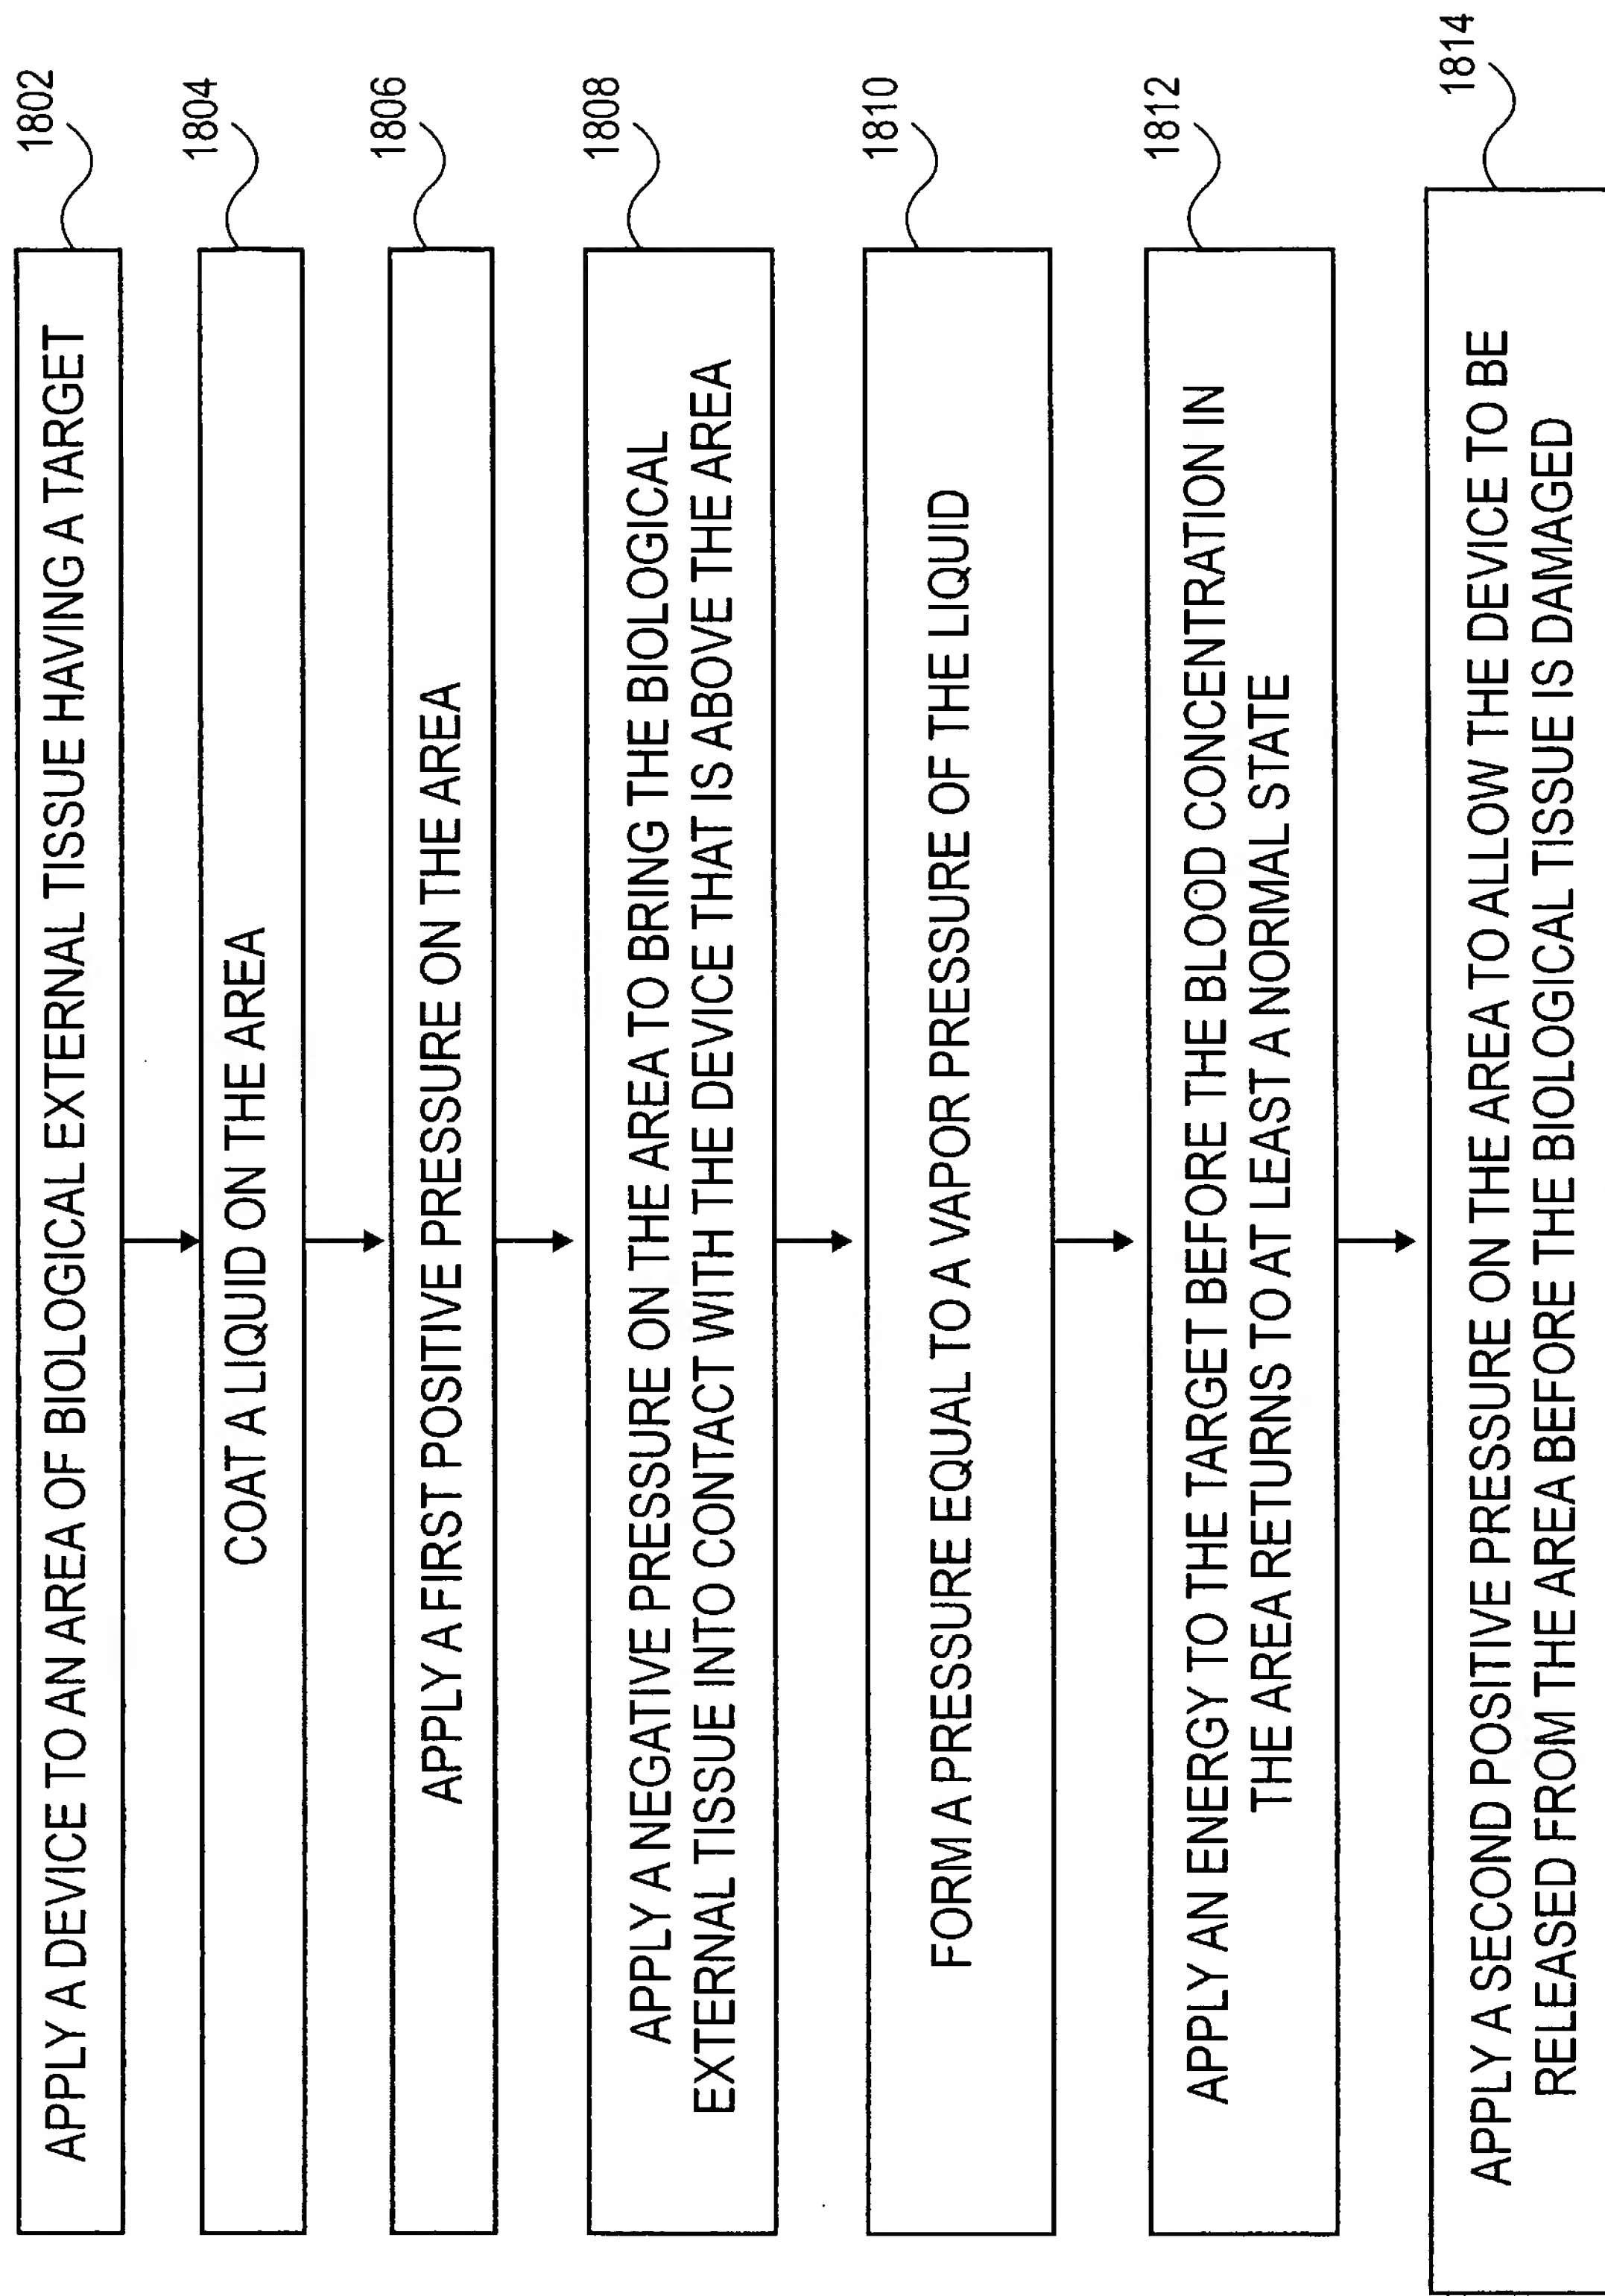 1802
APPLY A DEVICE TO AN AREA OF BIOLOGICAL EXTERNAL TISSUE HAVING A TARGET
1804
COAT A LIQUID ON THE AREA
1806
APPLY A FIRST POSITIVE PRESSURE ON THE AREA
1808
APPLY A NEGATIVE PRESSURE ON THE AREA TO BRING THE BIOLOGICAL
EXTERNAL TISSUE INTO CONTACT WITH THE DEVICE THAT IS ABOVE THE AREA
1810
FORM A PRESSURE EQUAL TO A VAPOR PRESSURE OF THE LIQUID
1812
APPLY AN ENERGY TO THE TARGET BEFORE THE BLOOD CONCENTRATION IN
THE AREA RETURNS TO AT LEAST A NORMAL STATE
1814
APPLY A SECOND POSITIVE PRESSURE ON THE AREA TO ALLOW THE DEVICE TO BE
RELEASED FROM THE AREA BEFORE THE BIOLOGICAL TISSUE IS DAMAGED